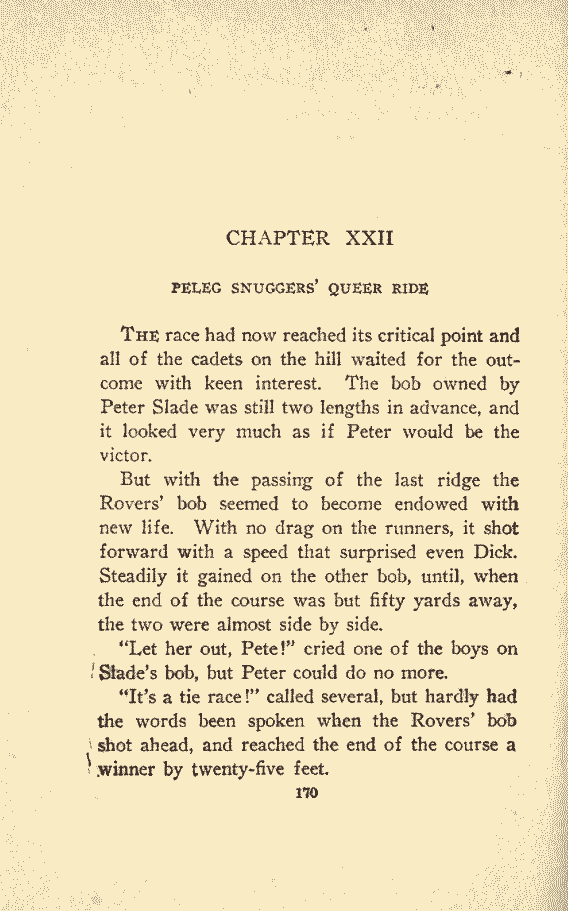 CHAPTER XXII
PELEG SNUGGERS' QUEER RIDE
THE race had now reached its critical point and
all of the cadets on the hill waited for the out-
come with keen interest. The bob owned by
Peter Slade was still two lengths in advance, and
it looked very much as if Peter would be the
victor.
But with the passing of the last ridge the
Rovers' bob seemed to become endowed with
new life. With no drag on the runners, it shot
forward with a speed that surprised even Dick.
Steadily it gained on the other bob, until, when
the end of the course was but fifty yards away,
the two were almost side by side.
"Let her out, Pete!" cried one of the boys on
Slade's bob, but Peter could do no more.
"It's a tie race!" called several, but hardly had
the words been spoken when the Rovers' bob
shot ahead, and reached the end of the course a
winner by twenty-five feet.
170